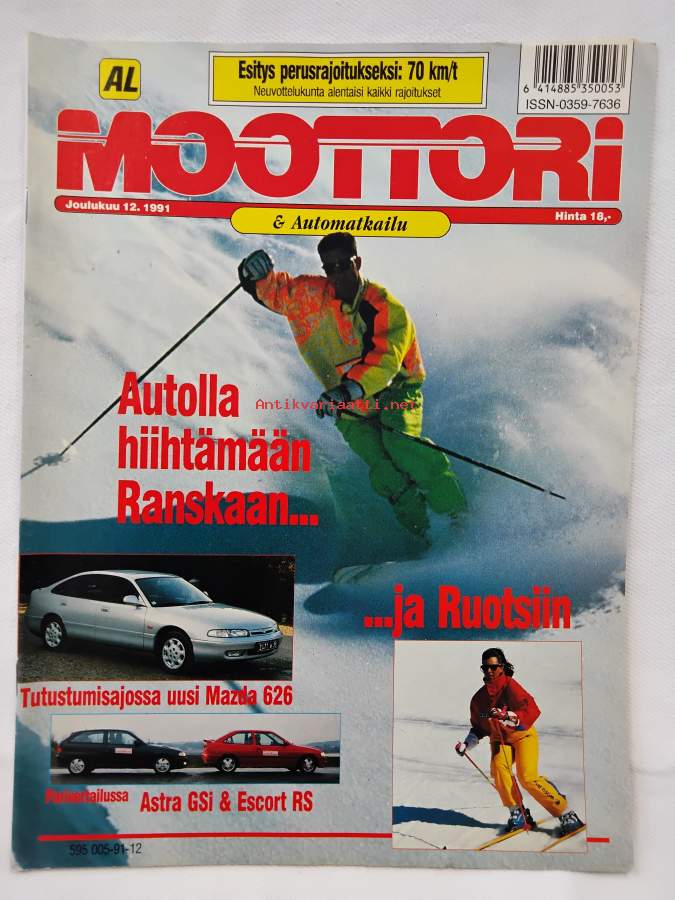 AL
Esitys perusrajoitukseksi: 70 km/t
Neuvottelukunta alentaisi kaikki rajoitukset
6 414885 350053
ISSN-0359-7636
MOOTTORI
Joulukuu 12. 1991
Hinta 18,-
& Automatkailu
Autolla
hiihtämään
Ranskaan...
Antikvariaatti.net
...ja Ruotsiin
Tutustumisajossa uusi Mazda 626
Parivertailussa
Astra GSi & Escort RS
595 005-91-12